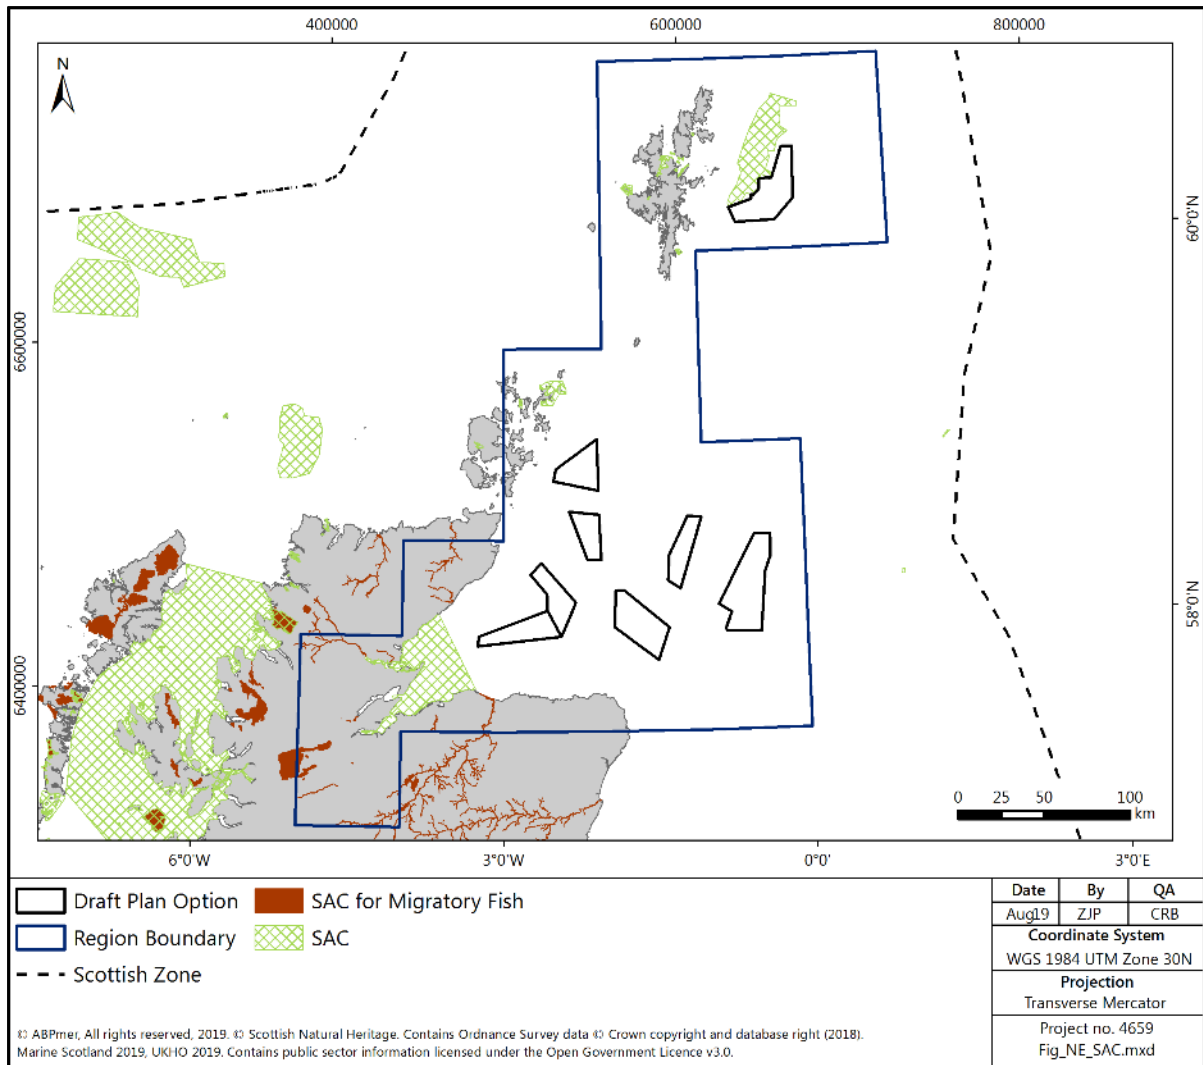 400000 600000 800000
N
60°0'N
6600000
58°0'N
6400000
0 25 50 100
km
6°0'W 3°0'W 0°0' 3°0'E
Draft Plan Option
SAC for Migratory Fish
Region Boundary
SAC
Scottish Zone
Date By QA
Aug19 ZJP CRB
Coordinate System
WGS 1984 UTM Zone 30N
Projection
Transverse Mercator
Project no. 4659
Fig_NE_SAC.mxd
© ABPmer, All rights reserved, 2019. © Scottish Natural Heritage. Contains Ordnance Survey data © Crown copyright and database right (2018).
Marine Scotland 2019, UKHO 2019. Contains public sector information licensed under the Open Government Licence v3.0.